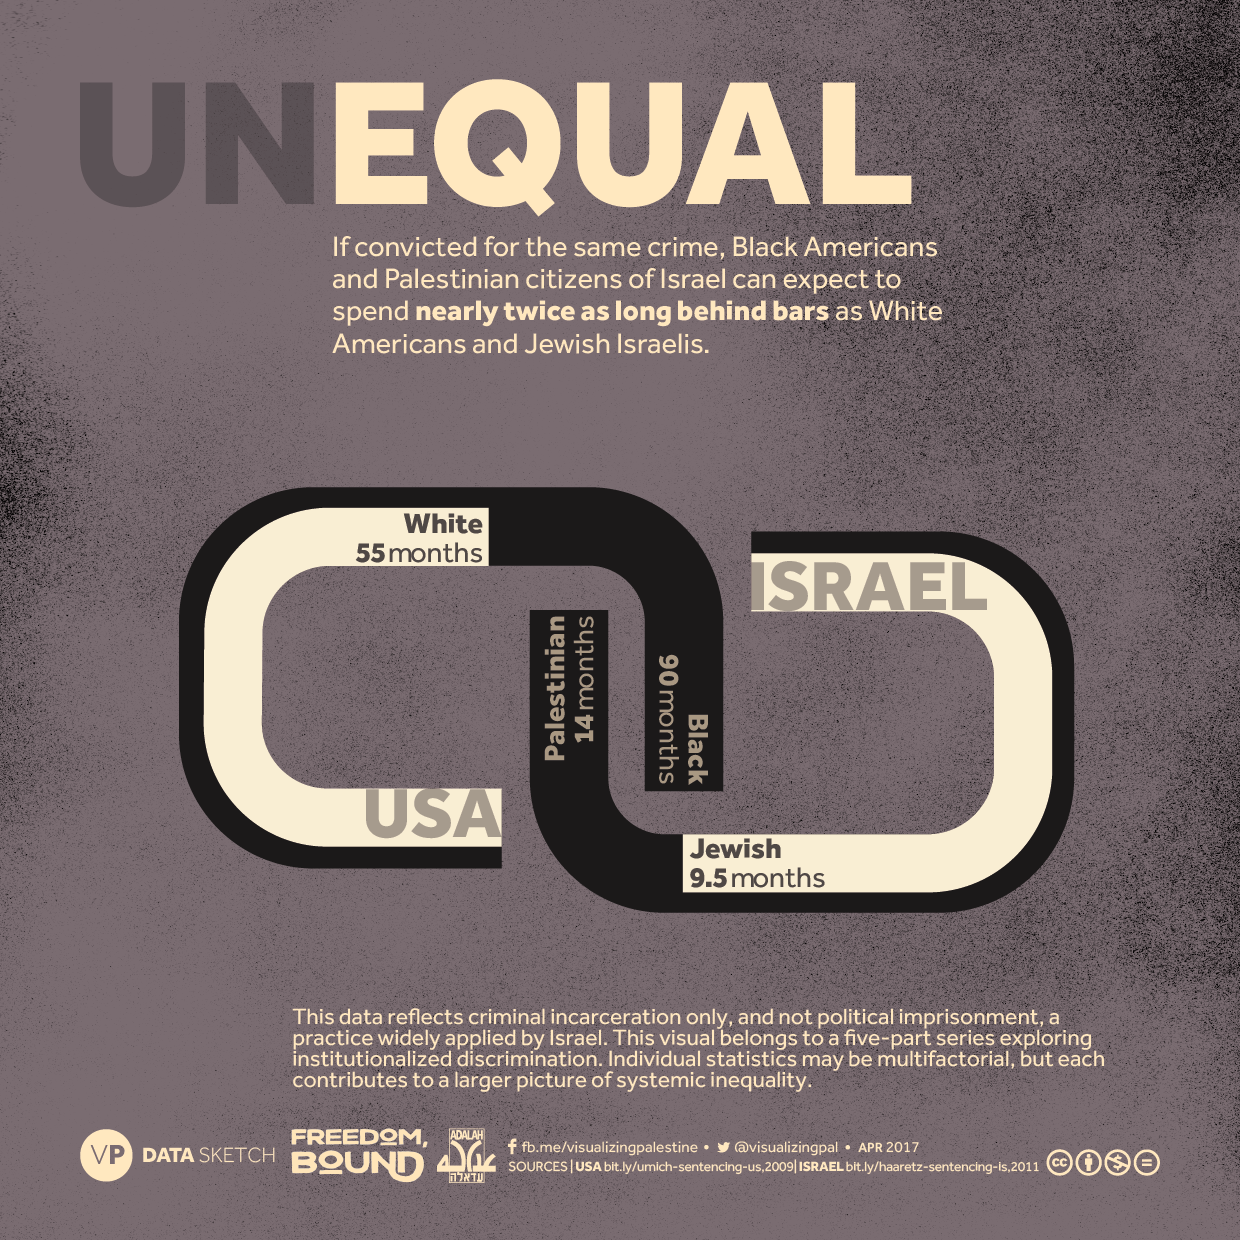 UNEQUAL
If convicted for the same crime, Black Americans
and Palestinian citizens of Israel can expect to
spend nearly twice as long behind bars as White
Americans and Jewish Israelis.
White
55 months
ISRAEL
Palestinian
14 months
Black
90 months
USA
Jewish
9.5 months
This data reflects criminal incarceration only, and not political imprisonment, a
practice widely applied by Israel. This visual belongs to a five-part series exploring
institutionalized discrimination. Individual statistics may be multifactorial, but each
contributes to a larger picture of systemic inequality.
VP DATA SKETCH
FREEDOM,
BOUND
ADALAH
עدالة
עדאלה
fb.me/visualizingpalestine • @visualizingpal • APR 2017
SOURCES | USA bit.ly/umich-sentencing-us,2009| ISRAEL bit.ly/haaretz-sentencing-is,2011
cc